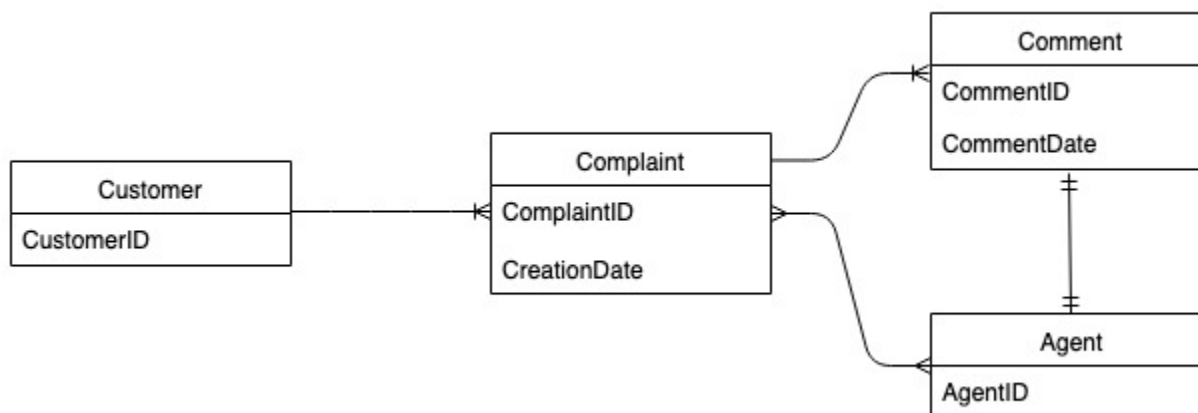 Customer
CustomerID
Complaint
ComplaintID
CreationDate
Comment
CommentID
CommentDate
Agent
AgentID